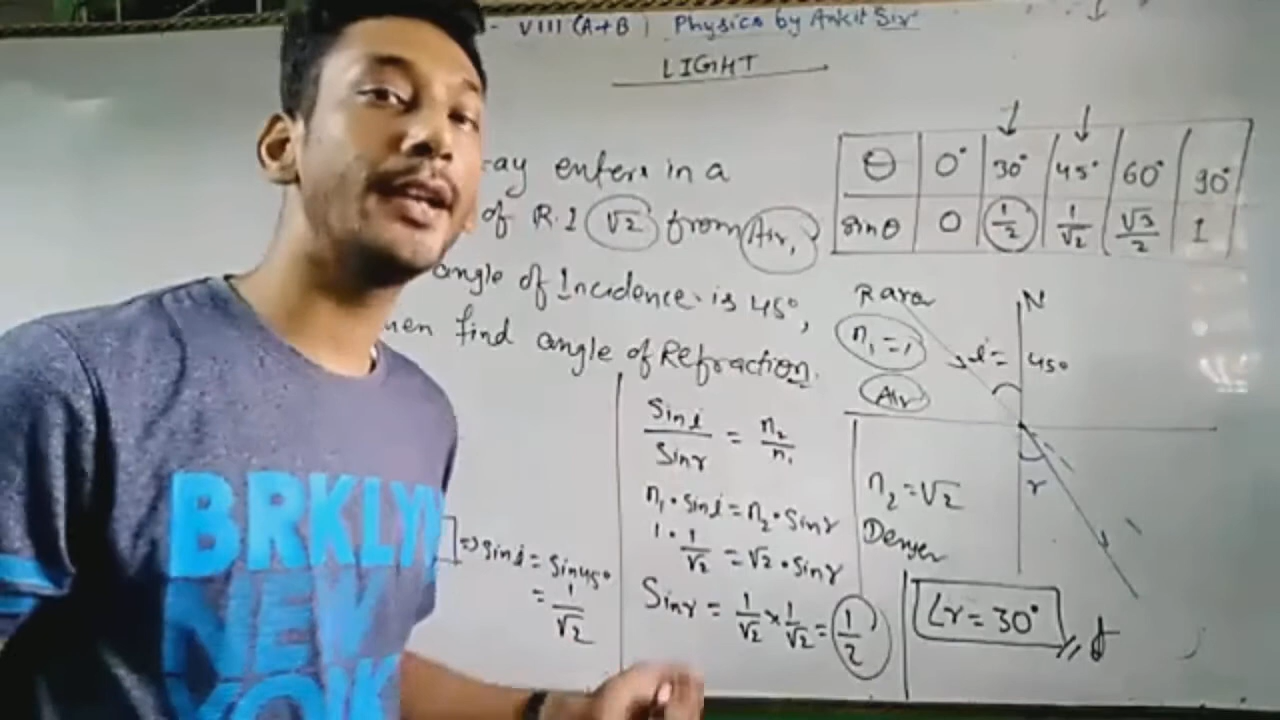 - VIII (A+B) Physics by Ankit Sir
LIGHT
-ay enters in a
of R.I √2 from Air,
angle of Incidence is 45°,
find angle of Refraction.
θ 0° 30° 45° 60° 90°
sinθ 0 1/2 1/√2 √3/2 1
Rarer
N
n₁=1
i = 45°
Air
r
n₂=√2
Denser
Sin i / Sin r = n₂ / n₁
n₁·sin i = n₂·sin r
1·1/√2 = √2·sin r
Sin r = 1/√2 × 1/√2 = 1/2
⇒ sin i = sin 45°
= 1/√2
∠r = 30°
BRKLYN
NEW
YORK